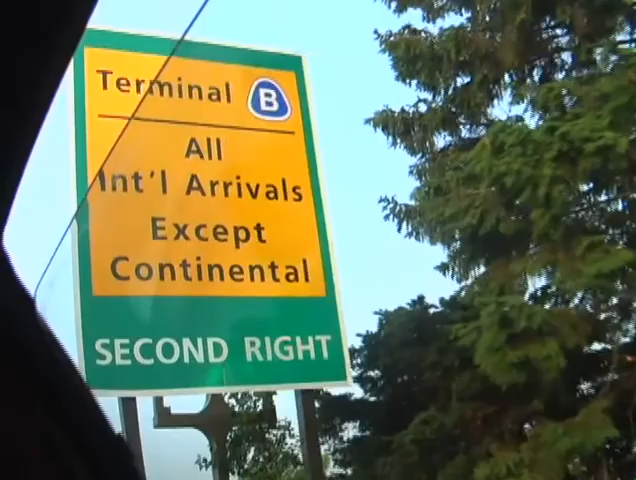 Terminal B
All
Int'l Arrivals
Except
Continental
SECOND RIGHT